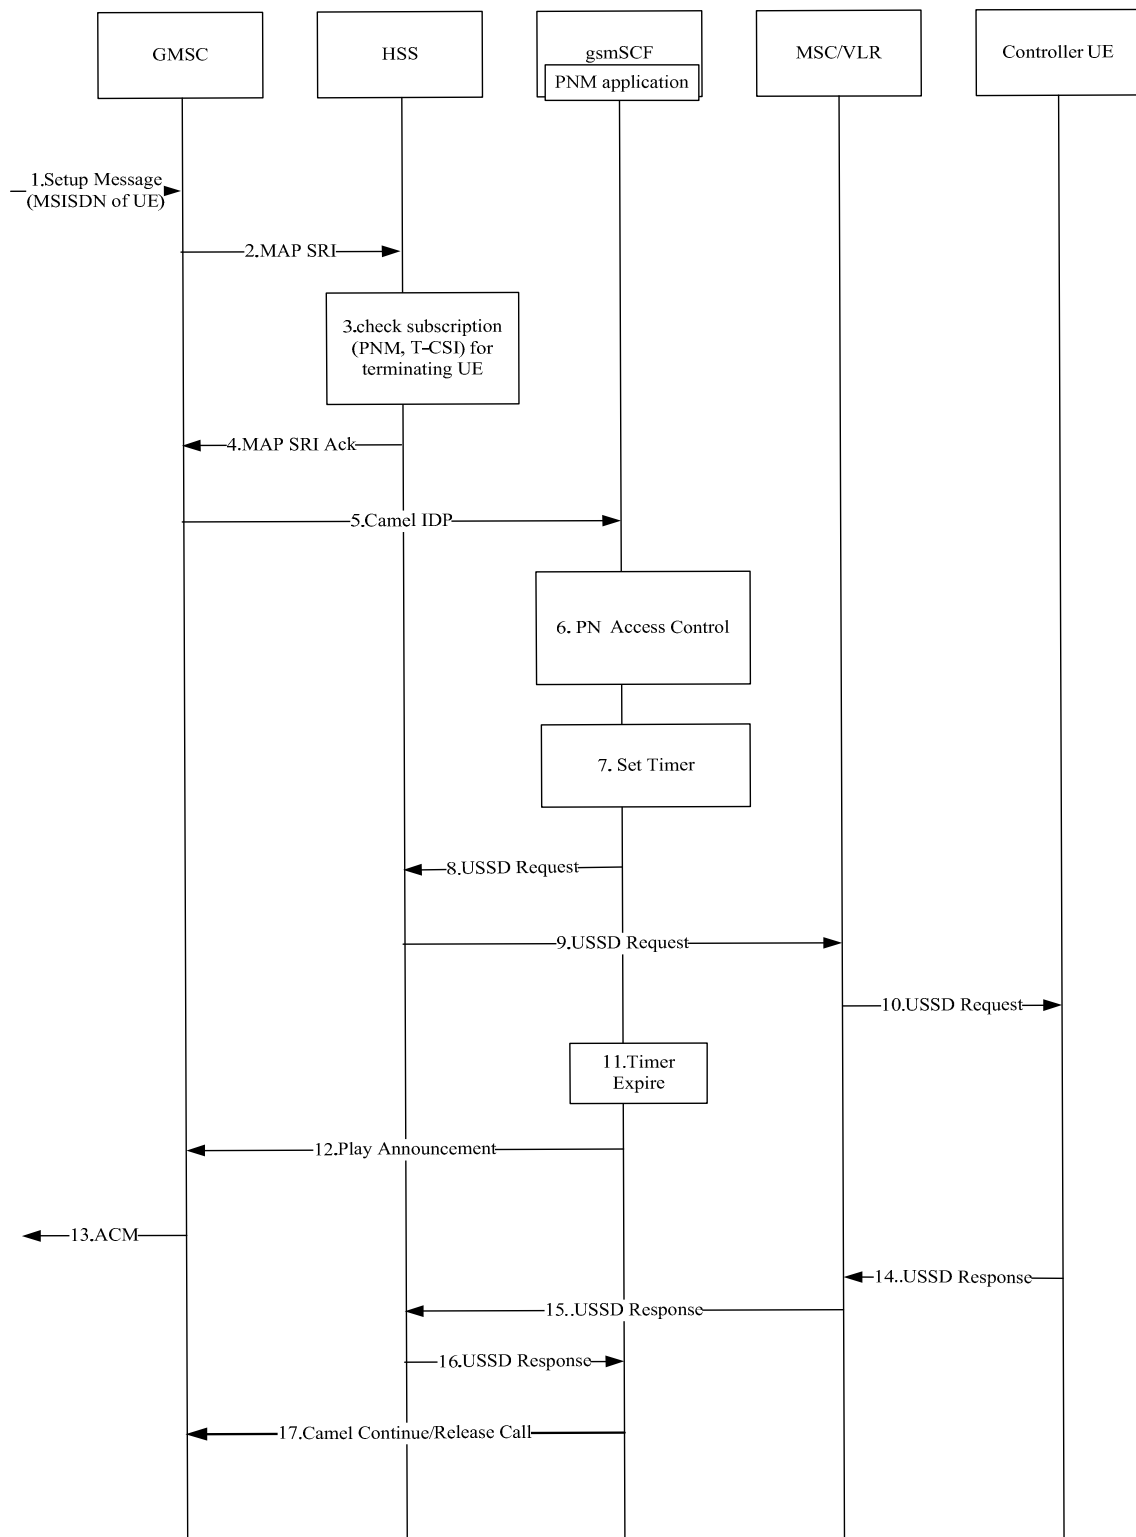 GMSC
HSS
gsmSCF
PNM application
MSC/VLR
Controller UE
1.Setup Message
(MSISDN of UE)
2.MAP SRI
3.check subscription
(PNM, T-CSI) for
terminating UE
4.MAP SRI Ack
5.Camel IDP
6. PN Access Control
7. Set Timer
8.USSD Request
9.USSD Request
10.USSD Request
11.Timer
Expire
12.Play Announcement
13.ACM
14..USSD Response
15..USSD Response
16.USSD Response
17.Camel Continue/Release Call